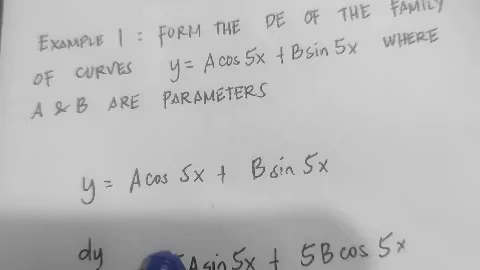 EXAMPLE 1 : FORM THE DE OF THE FAMILY
OF CURVES y = A cos 5x + B sin 5x WHERE
A & B ARE PARAMETERS
y = A cos 5x + B sin 5x
dy 5A sin 5x + 5B cos 5x